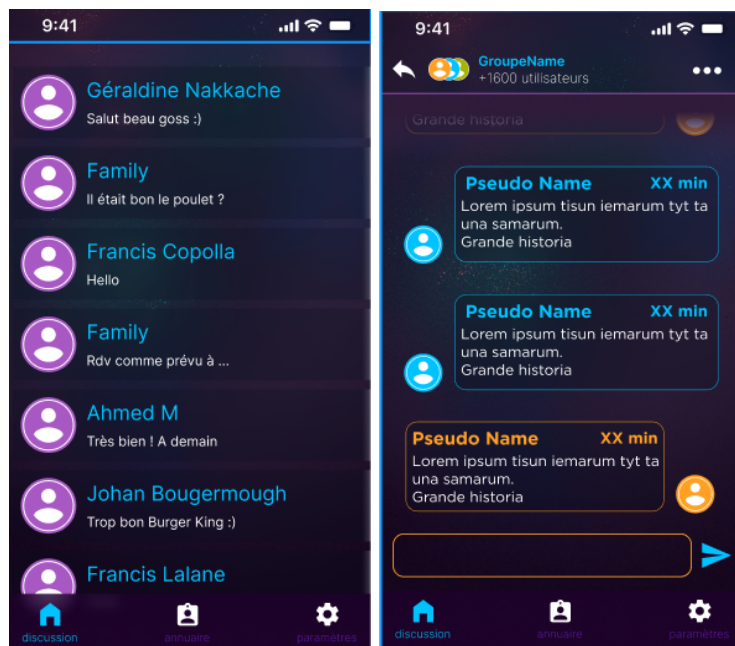 9:41
Géraldine Nakkache
Salut beau goss :)
Family
Il était bon le poulet ?
Francis Copolla
Hello
Family
Rdv comme prévu à ...
Ahmed M
Très bien ! A demain
Johan Bougermough
Trop bon Burger King :)
Francis Lalane
discussion
annuaire
paramètres
9:41
GroupeName
+1600 utilisateurs
Grande historia
Pseudo Name XX min
Lorem ipsum tisun iemarum tyt ta
una samarum.
Grande historia
Pseudo Name XX min
Lorem ipsum tisun iemarum tyt ta
una samarum.
Grande historia
Pseudo Name XX min
Lorem ipsum tisun iemarum tyt ta
una samarum.
Grande historia
discussion
annuaire
paramètres